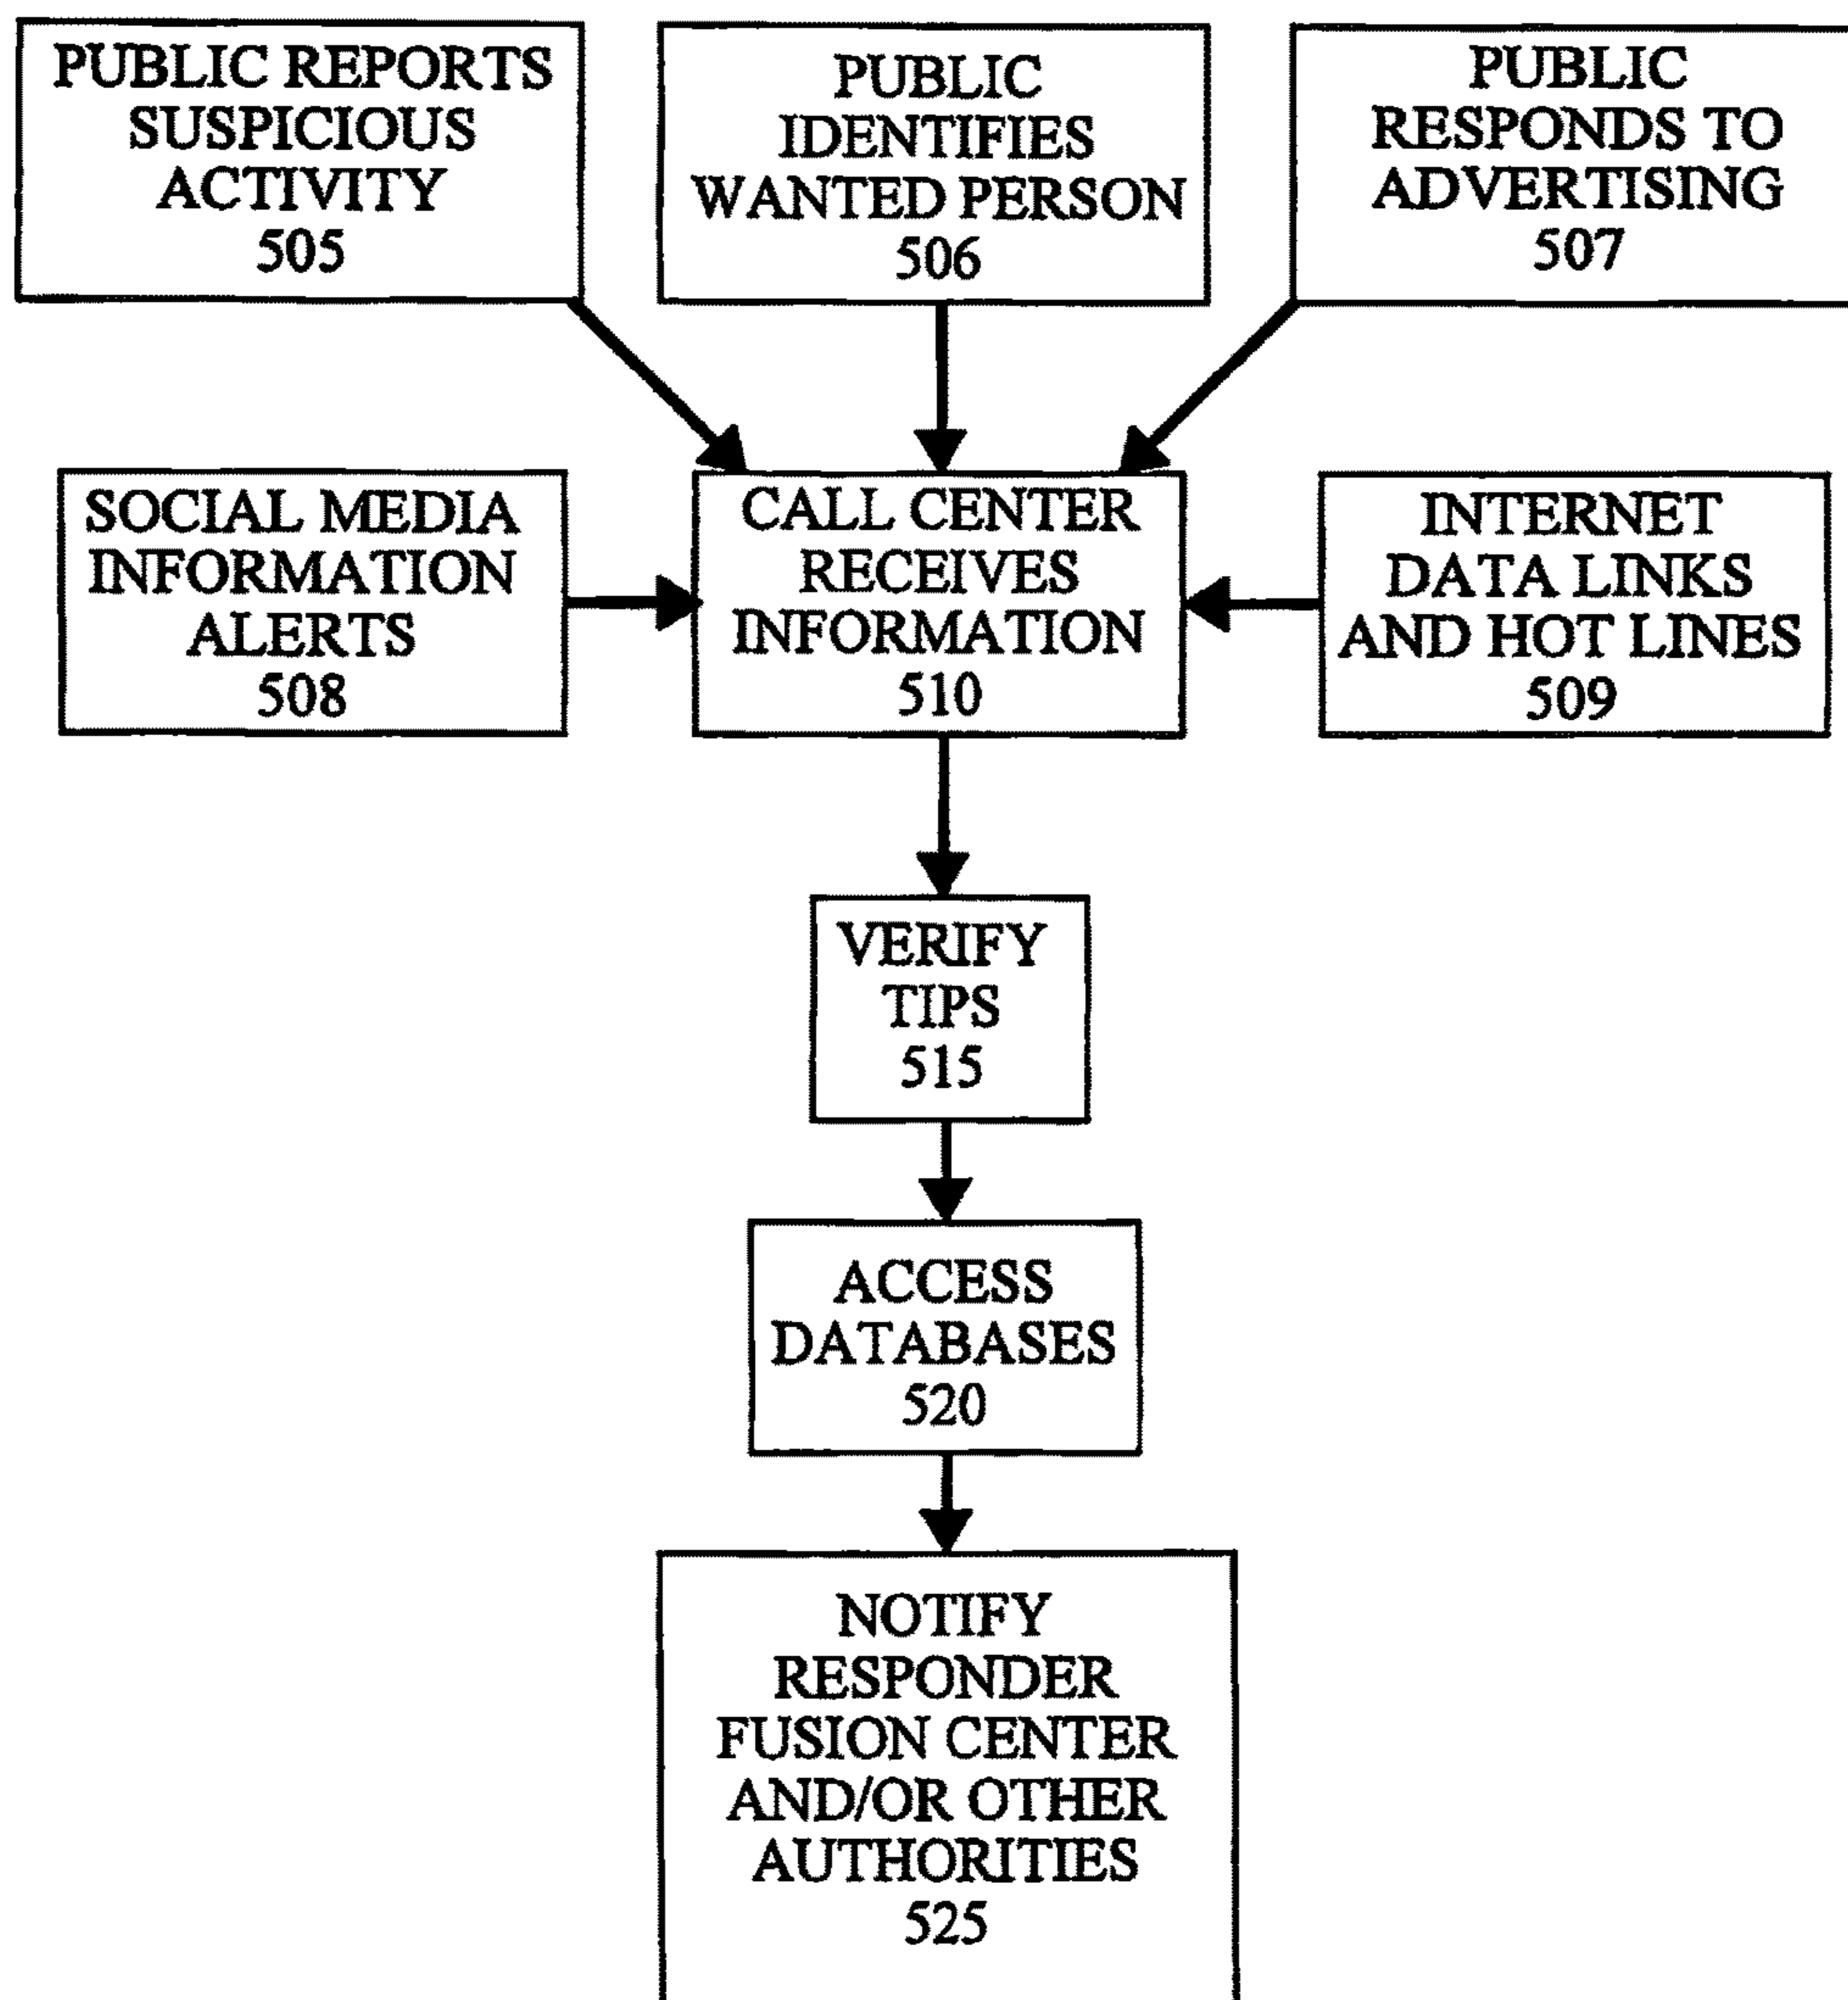 PUBLIC REPORTS
SUSPICIOUS
ACTIVITY
505
PUBLIC
IDENTIFIES
WANTED PERSON
506
PUBLIC
RESPONDS TO
ADVERTISING
507
SOCIAL MEDIA
INFORMATION
ALERTS
508
CALL CENTER
RECEIVES
INFORMATION
510
INTERNET
DATA LINKS
AND HOT LINES
509
VERIFY
TIPS
515
ACCESS
DATABASES
520
NOTIFY
RESPONDER
FUSION CENTER
AND/OR OTHER
AUTHORITIES
525